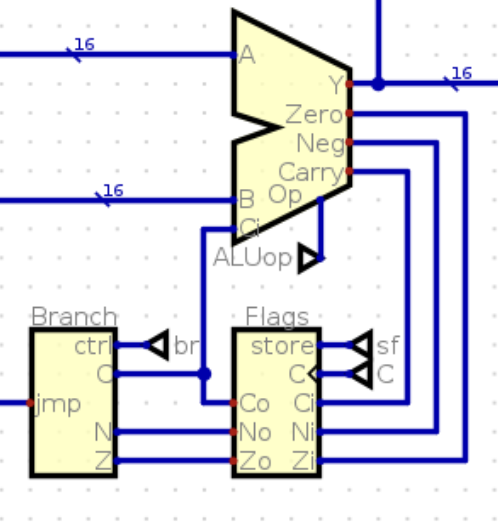 16
A
Y
16
Zero
Neg
Carry
16
B
Op
Ci
ALUop
Branch
Flags
ctrl
br
store
sf
C
C
C
jmp
Co
Ci
N
No
Ni
Z
Zo
Zi